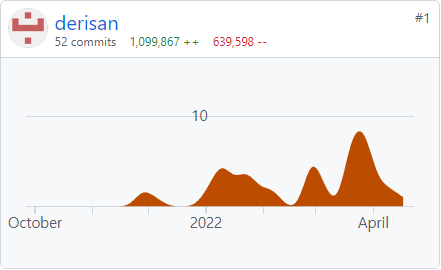 derisan
#1
52 commits 1,099,867 ++ 639,598 --
10
October 2022 April